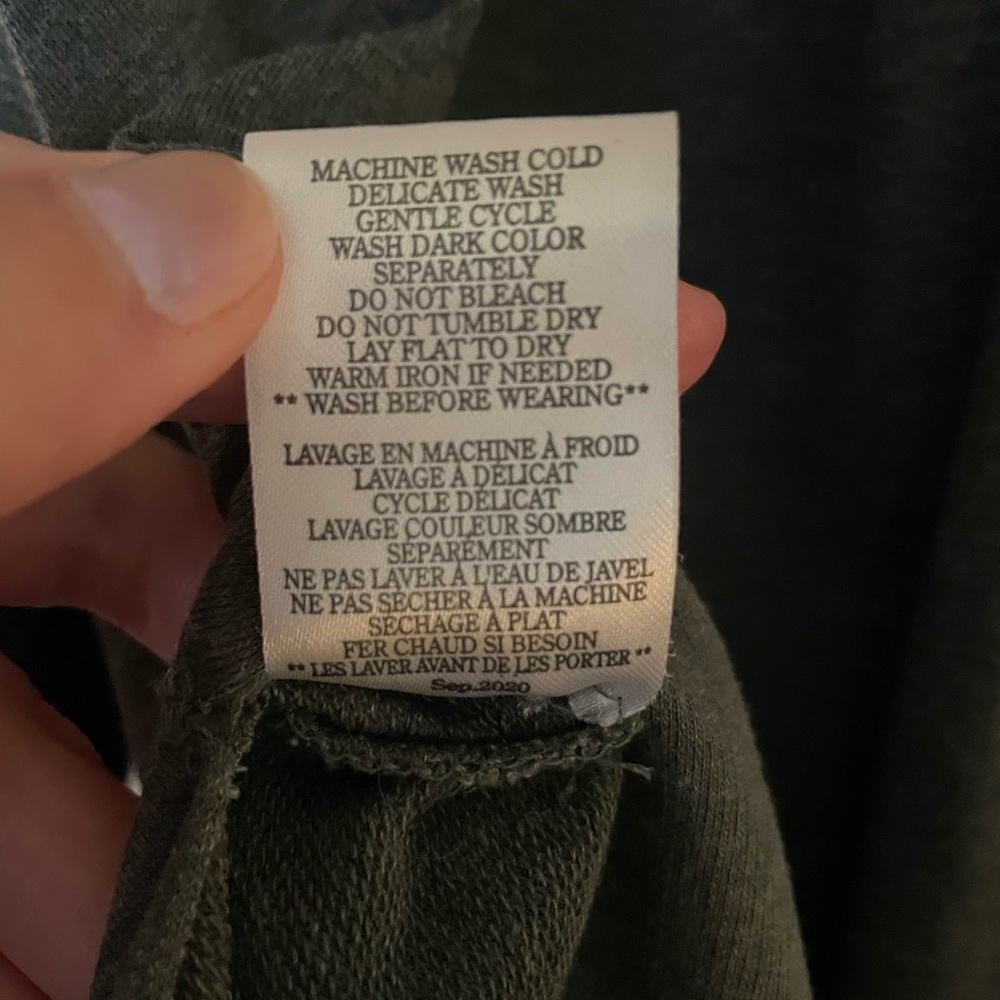 MACHINE WASH COLD
DELICATE WASH
GENTLE CYCLE
WASH DARK COLOR
SEPARATELY
DO NOT BLEACH
DO NOT TUMBLE DRY
LAY FLAT TO DRY
WARM IRON IF NEEDED
** WASH BEFORE WEARING**
LAVAGE EN MACHINE À FROID
LAVAGE À DÉLICAT
CYCLE DÉLICAT
LAVAGE COULEUR SOMBRE
SÉPARÉMENT
NE PAS LAVER À L'EAU DE JAVEL
NE PAS SÉCHER À LA MACHINE
SÉCHAGE À PLAT
FER CHAUD SI BESOIN
** LES LAVER AVANT DE LES PORTER **
Sep.2020